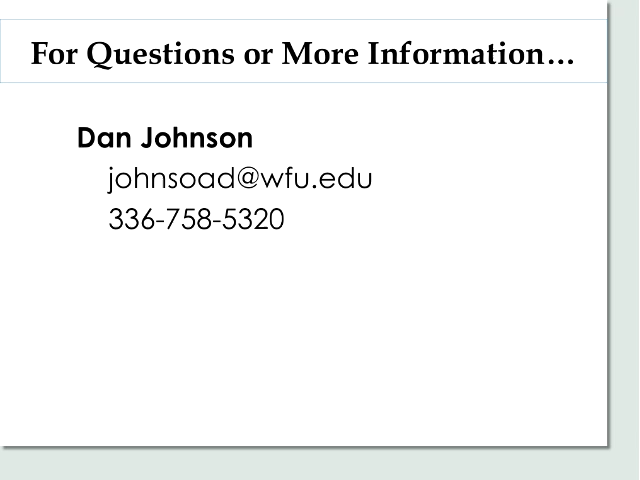 For Questions or More Information…
Dan Johnson
johnsoad@wfu.edu
336-758-5320